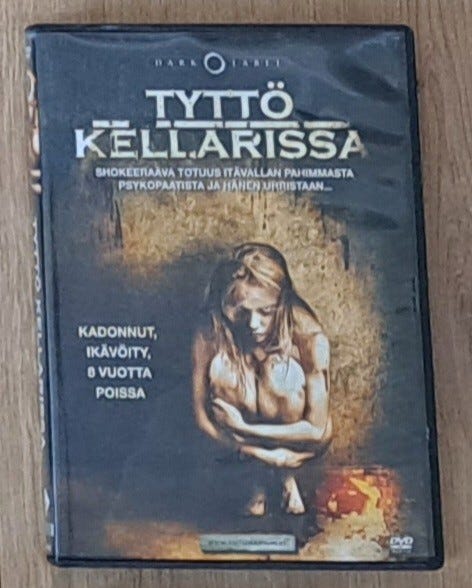 DARK LABEL
TYTTÖ
KELLARISSA
SHOKEERAAVA TOTUUS ITÄVALLAN PAHIMMASTA
PSYKOPAATISTA JA HÄNEN UHRISTAAN...
KADONNUT,
IKÄVÖITY,
8 VUOTTA
POISSA
DVD
TYTTÖ KELLARISSA